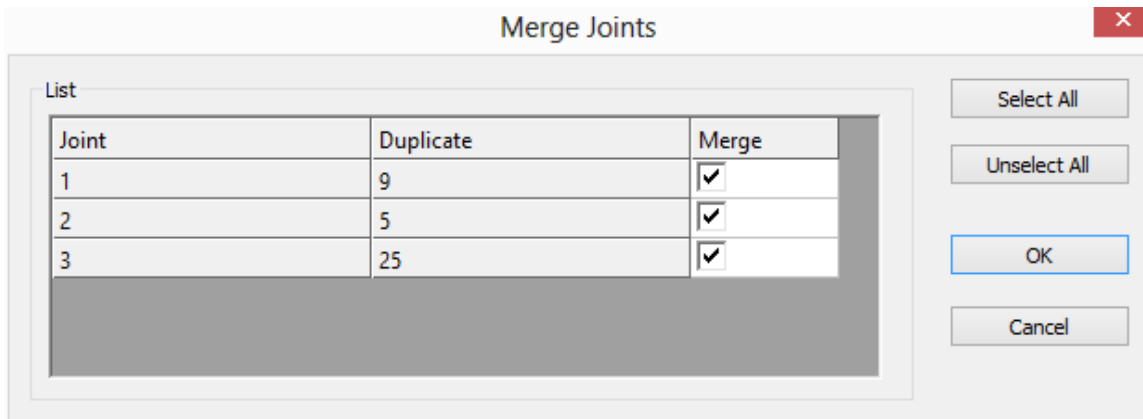 Merge Joints
List
Joint Duplicate Merge
1 9
2 5
3 25
Select All
Unselect All
OK
Cancel